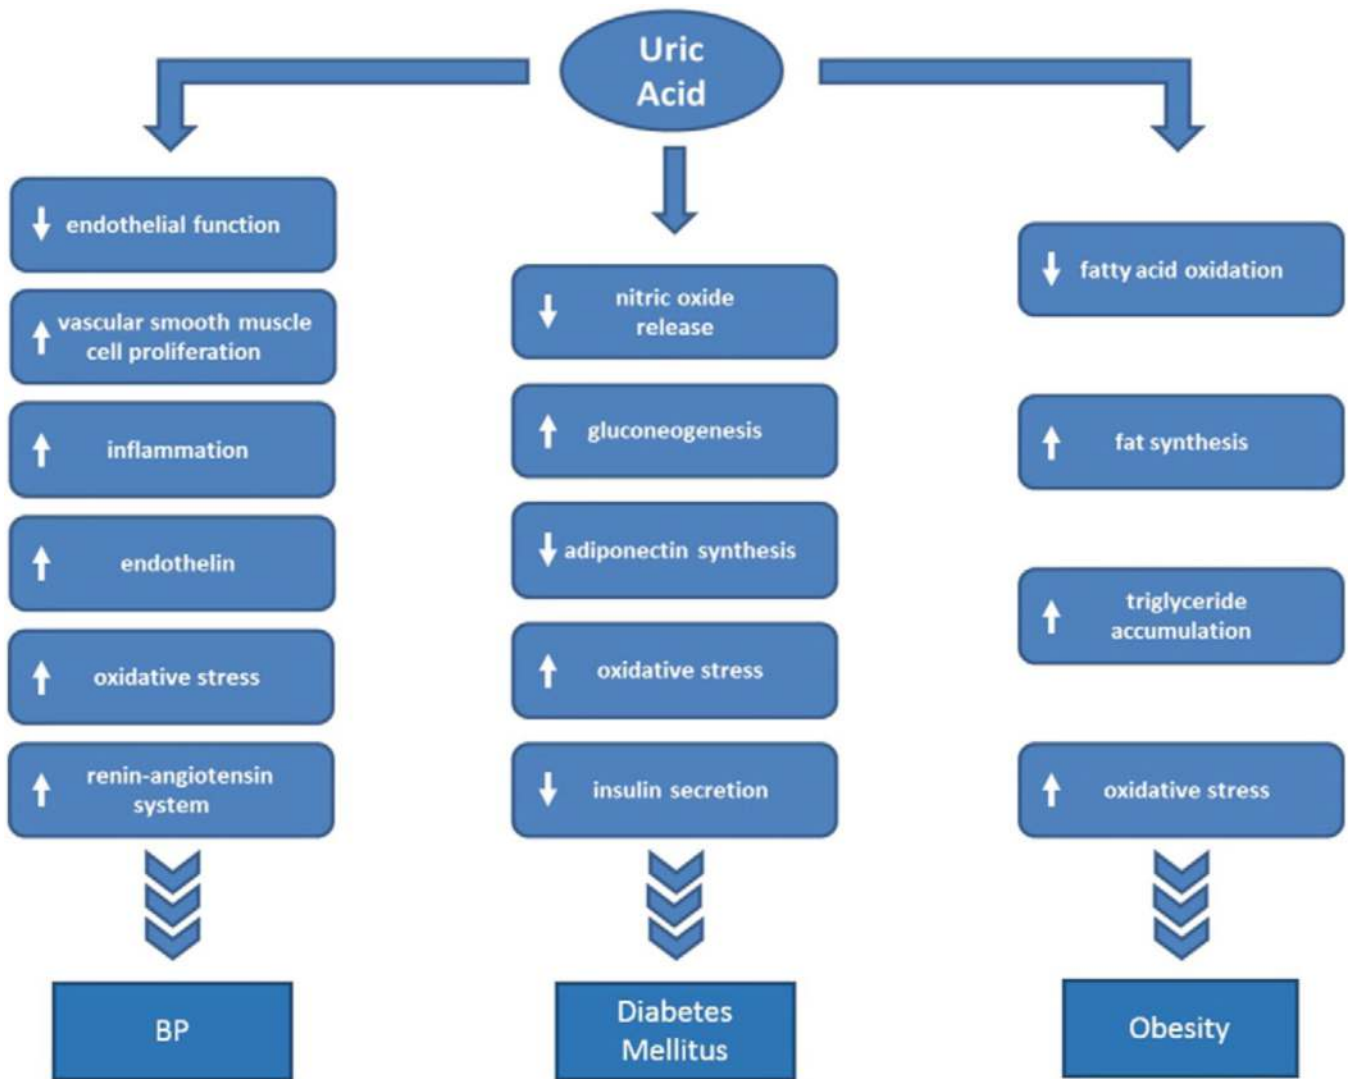 Uric
Acid
endothelial function
vascular smooth muscle
cell proliferation
inflammation
endothelin
oxidative stress
renin-angiotensin
system
BP
nitric oxide
release
gluconeogenesis
adiponectin synthesis
oxidative stress
insulin secretion
Diabetes
Mellitus
fatty acid oxidation
fat synthesis
triglyceride
accumulation
oxidative stress
Obesity